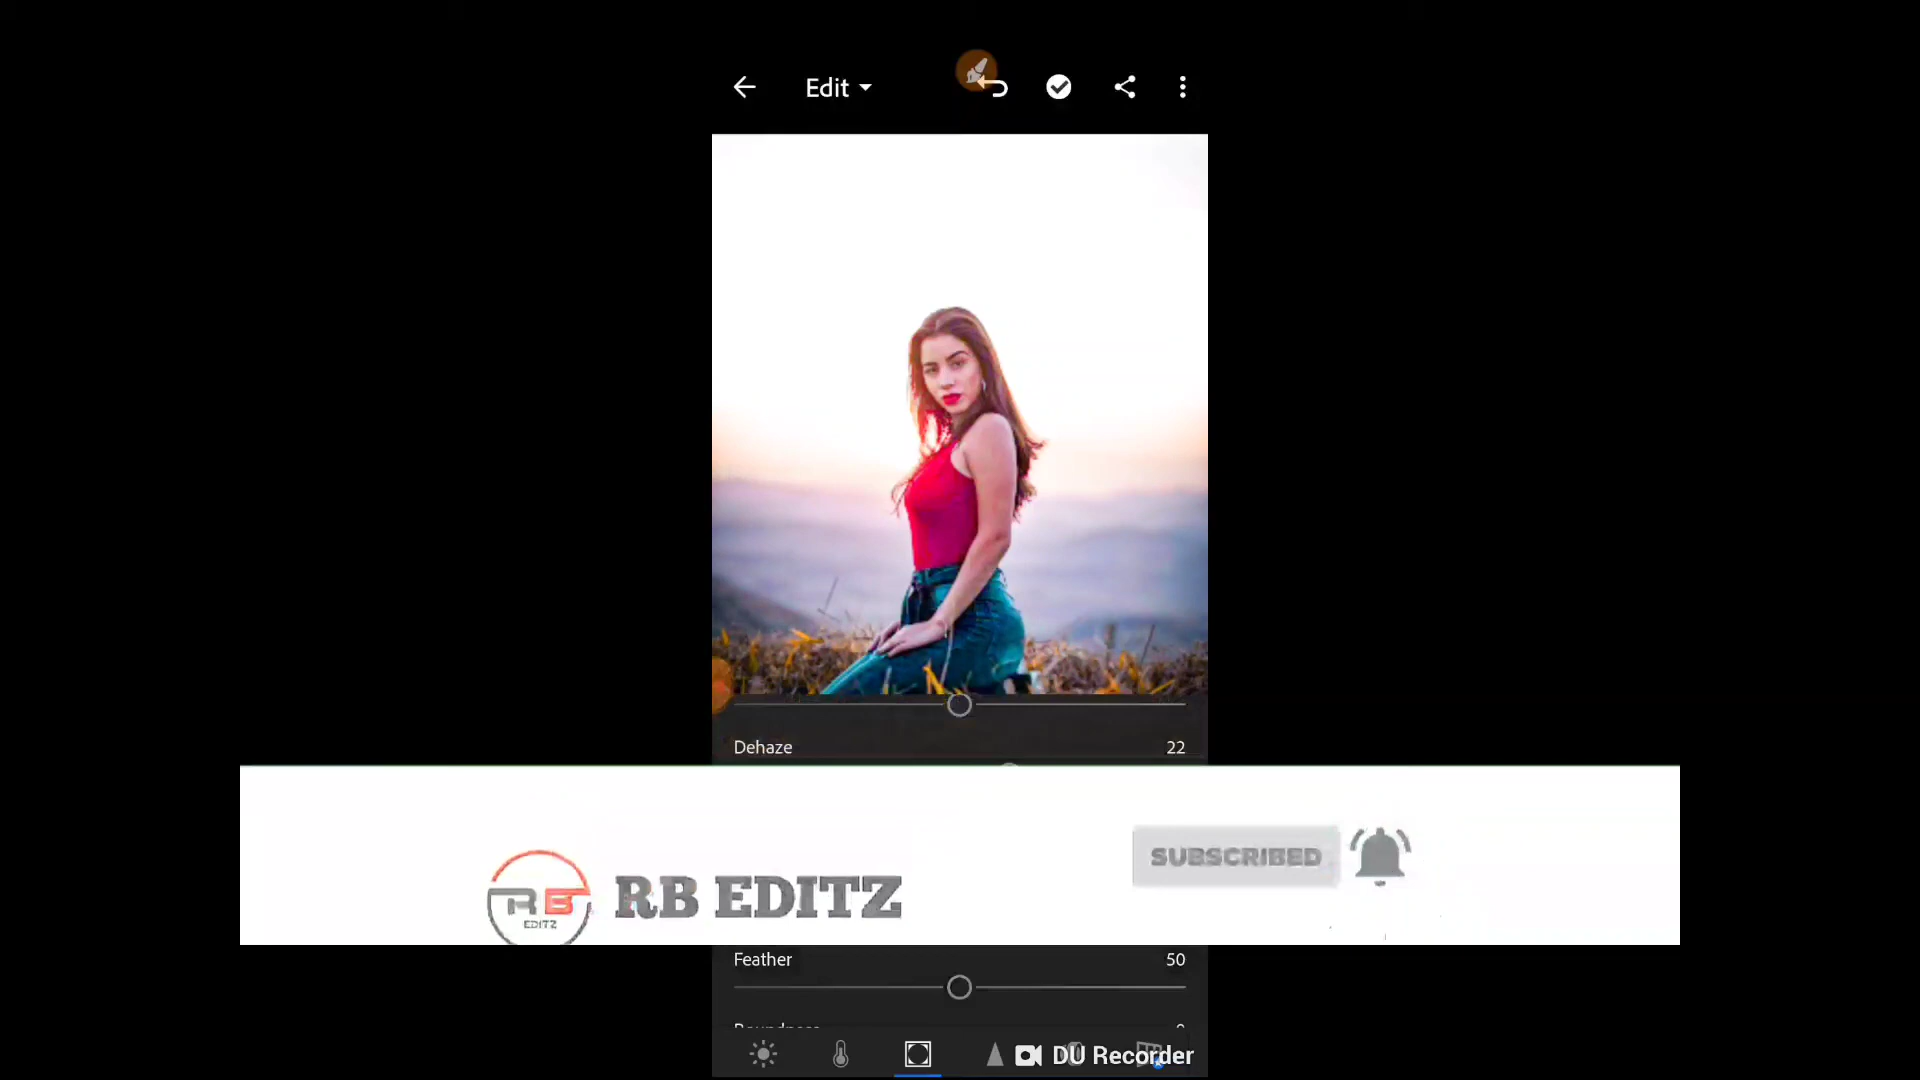 Edit
Dehaze 22
SUBSCRIBED
RB EDITZ
RB
EDITZ
Feather 50
DU Recorder